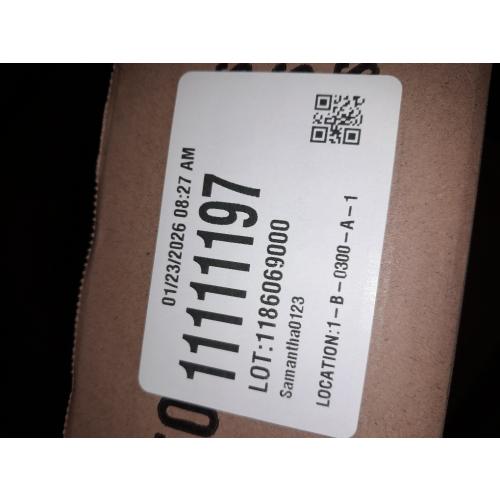 01/23/2026 08:27 AM
11111197
LOT:1186069000
Samantha0123
LOCATION:1-B-0300-A-1